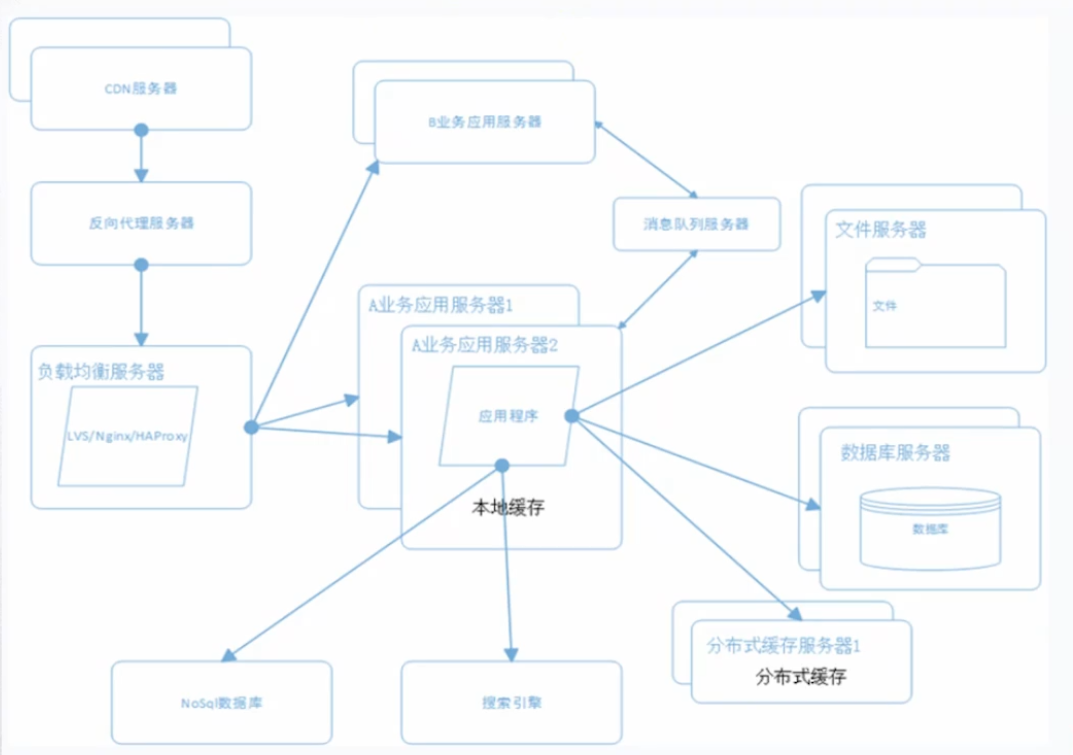 CDN服务器
B业务应用服务器
反向代理服务器
消息队列服务器
文件服务器
文件
A业务应用服务器1
A业务应用服务器2
负载均衡服务器
LVS/Nginx/HAProxy
应用程序
本地缓存
数据库服务器
数据库
分布式缓存服务器1
分布式缓存
NoSql数据库
搜索引擎